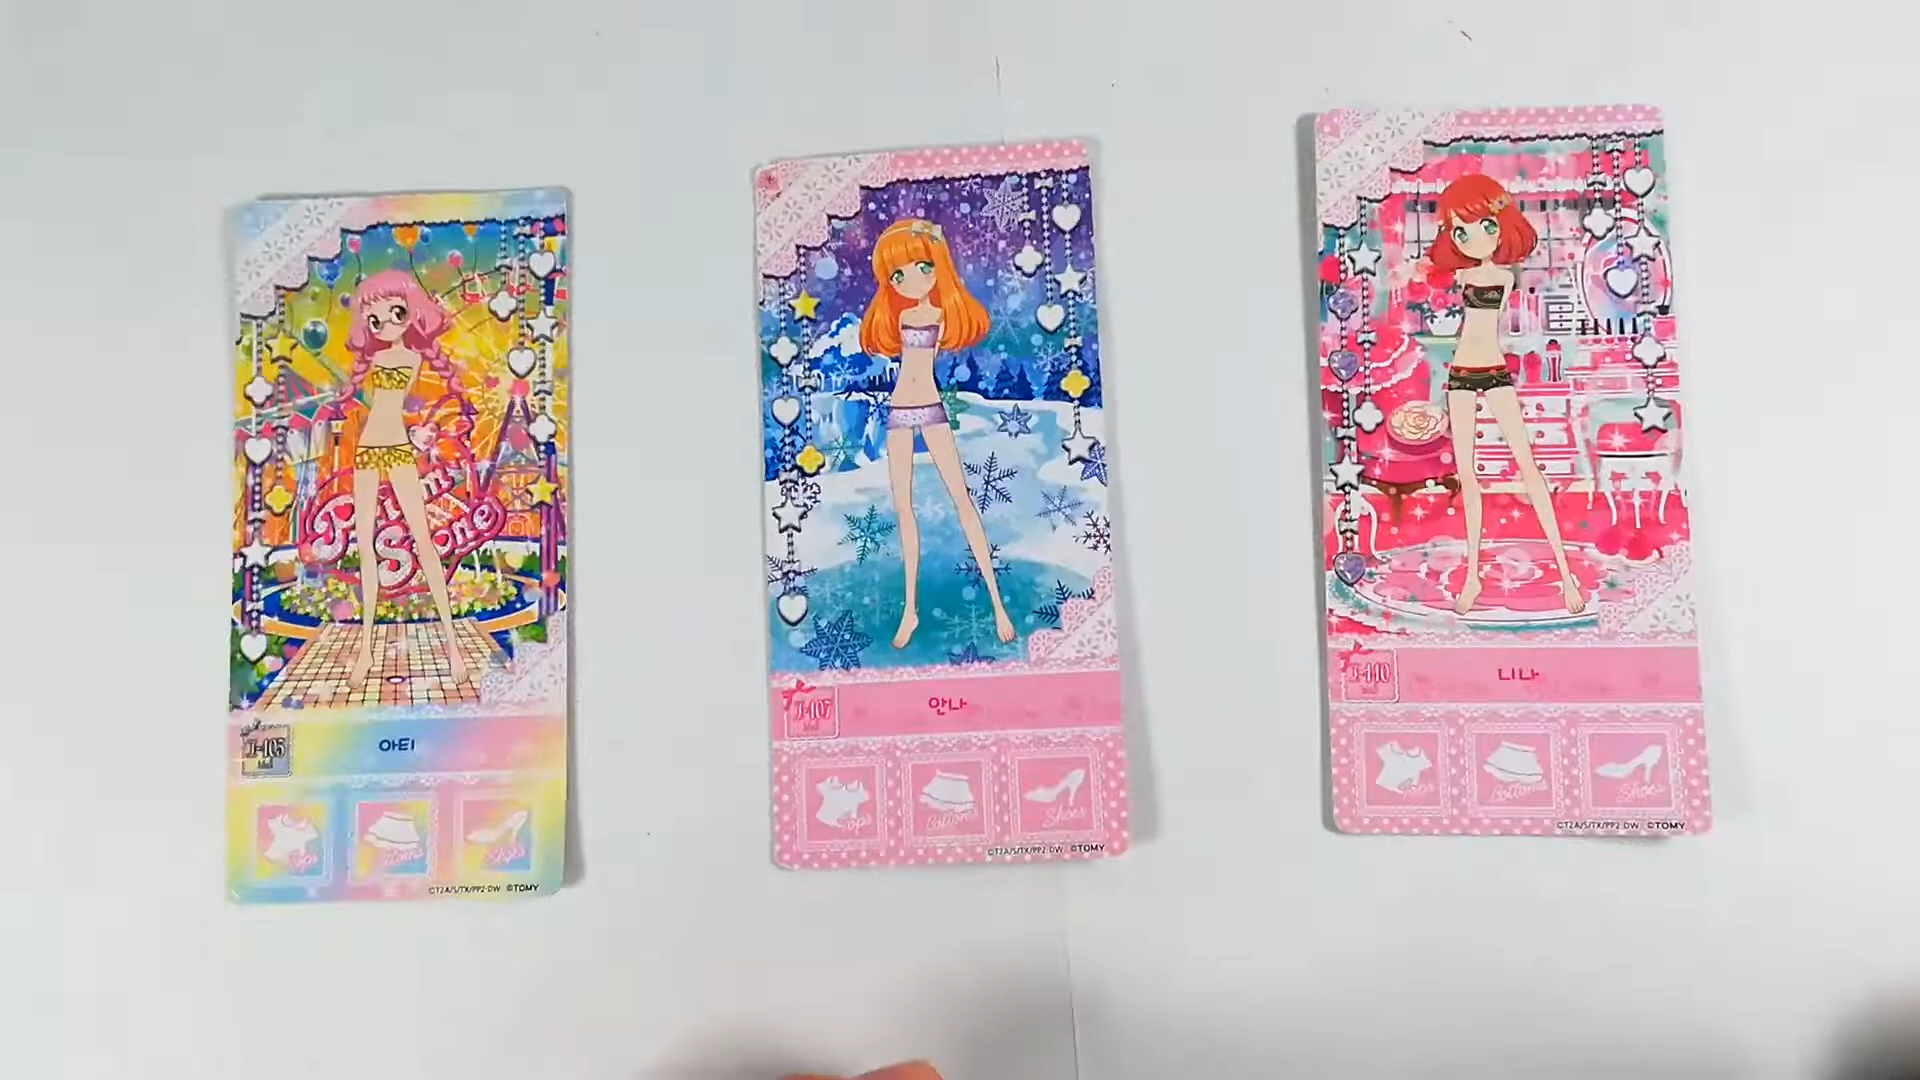 Prism
Stone
J-105
아티
Tops
Bottoms
Shoes
©T2A/S/TX/PP2·DW ©TOMY
J-107
안나
Tops
Bottoms
Shoes
©T2A/S/TX/PP2·DW ©TOMY
J-110
니나
Tops
Bottoms
Shoes
©T2A/S/TX/PP2·DW ©TOMY